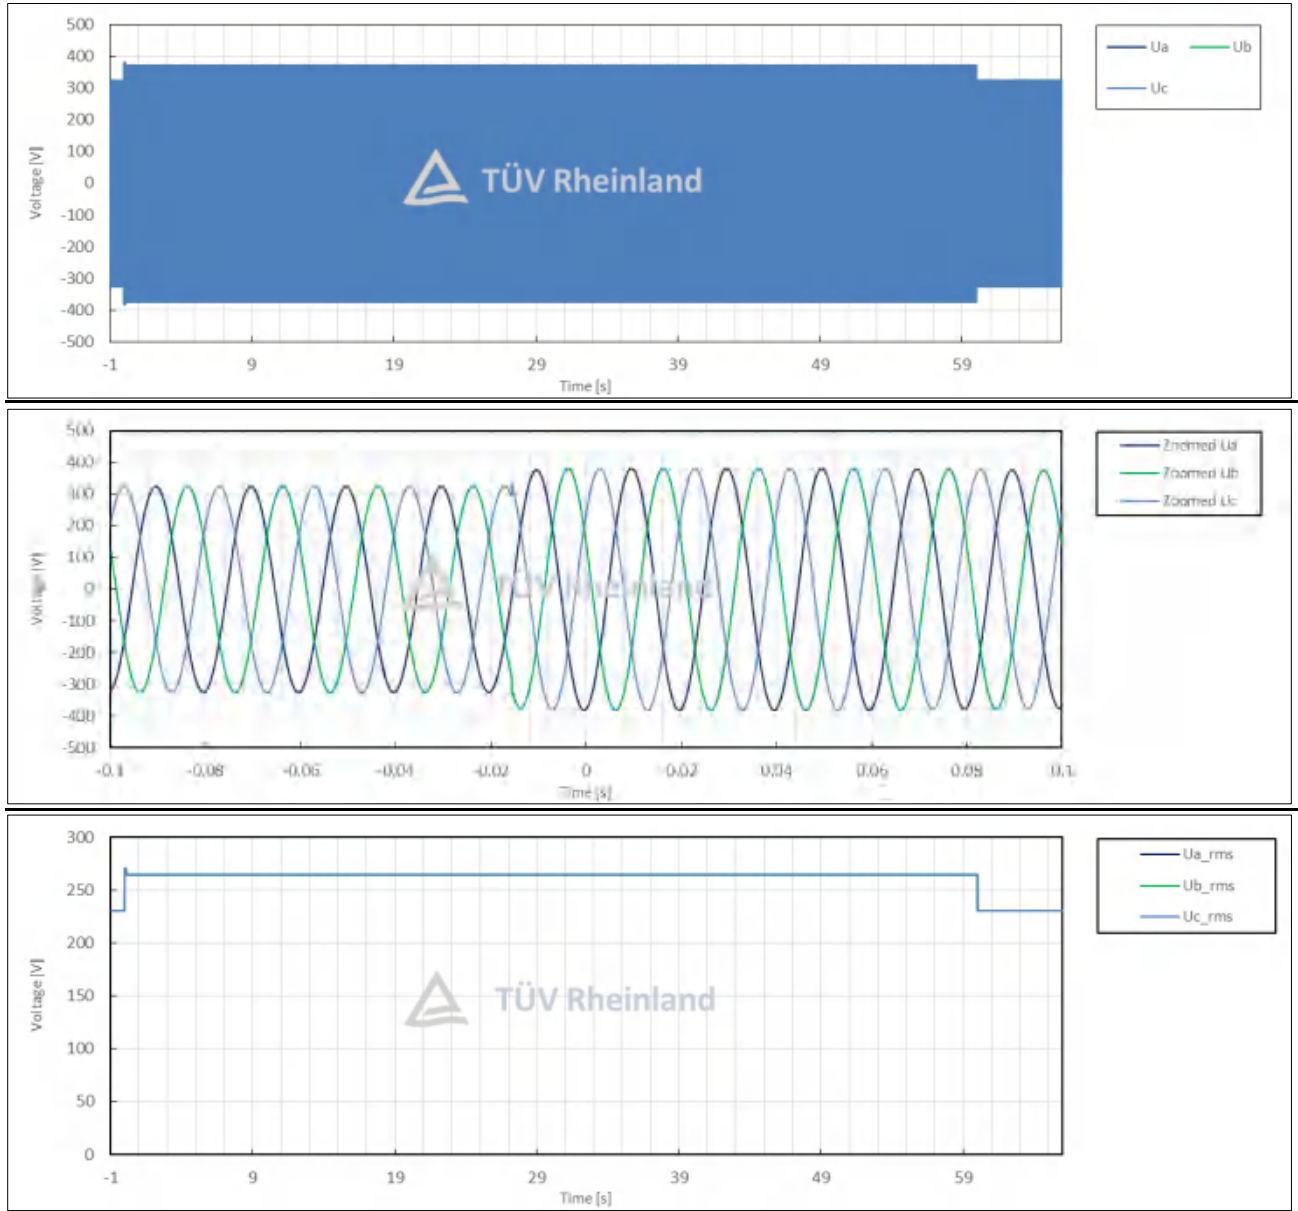 500
400
300
200
100
0
-100
-200
-300
-400
-500
Voltage [V]
-1 9 19 29 39 49 59
Time [s]
TÜV Rheinland
Ua Ub
Uc
500
400
300
200
100
0
-100
-200
-300
-400
-500
Voltage [V]
-0.1 -0.08 -0.06 -0.04 -0.02 0 0.02 0.04 0.06 0.08 0.1
Time [s]
TÜV Rheinland
Zoomed Ua
Zoomed Ub
Zoomed Uc
300
250
200
150
100
50
0
Voltage [V]
-1 9 19 29 39 49 59
Time [s]
TÜV Rheinland
Ua_rms
Ub_rms
Uc_rms